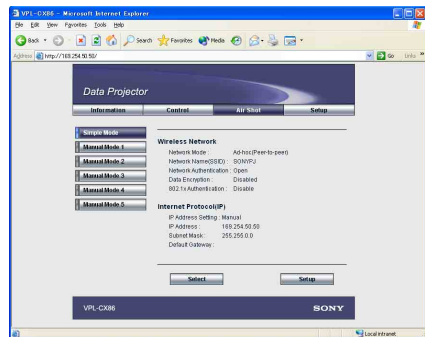 VPL-CX86 - Microsoft Internet Explorer
File Edit View Favorites Tools Help
Back Search Favorites Media
Address http://169.254.50.50/ Go Links »
Data Projector
Information Control Air Shot Setup
Simple Mode
Manual Mode 1
Manual Mode 2
Manual Mode 3
Manual Mode 4
Manual Mode 5
Wireless Network
Network Mode : Ad-hoc(Peer-to-peer)
Network Name(SSID) : SONYPJ
Network Authentication : Open
Data Encryption : Disabled
802.1x Authentication : Disable
Internet Protocol(IP)
IP Address Setting : Manual
IP Address : 169.254.50.50
Subnet Mask : 255.255.0.0
Default Gateway :
Select Setup
VPL-CX86 SONY
Local intranet